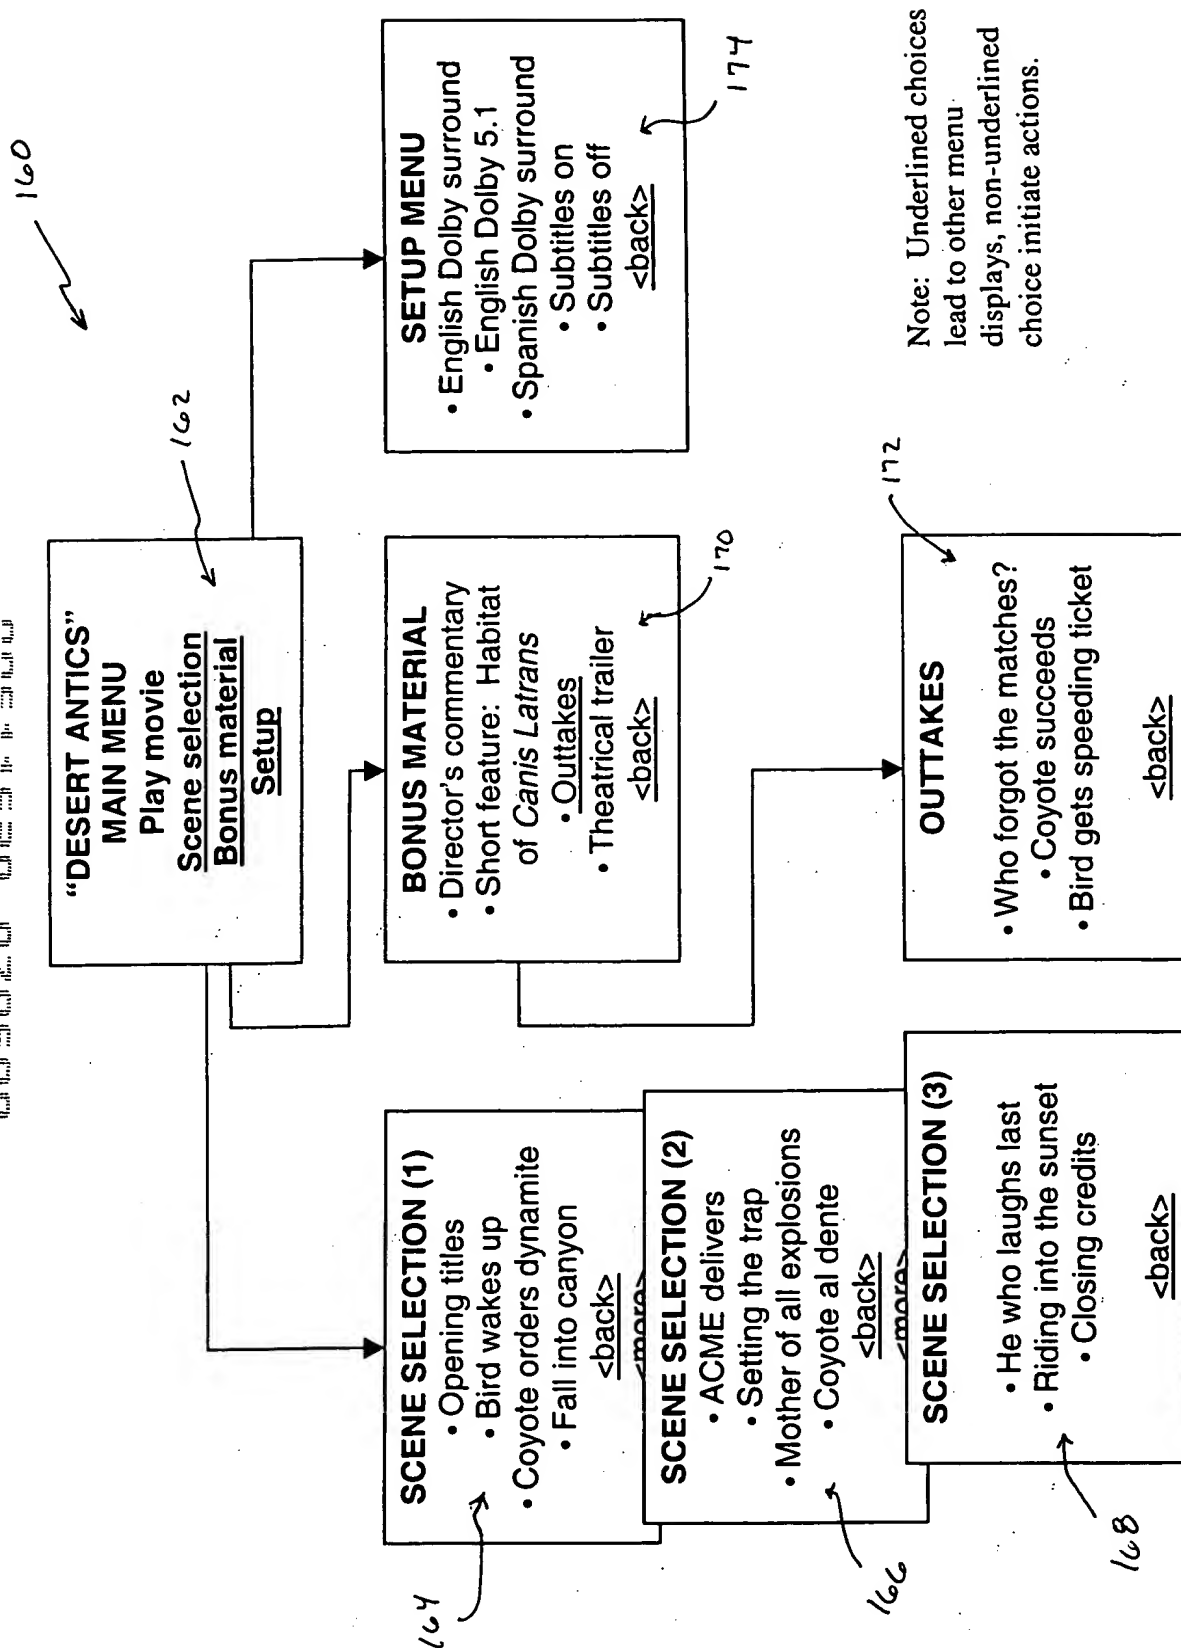 160
"DESERT ANTICS"
MAIN MENU
Play movie
Scene selection
Bonus material
Setup
162
SCENE SELECTION (1)
• Opening titles
• Bird wakes up
• Coyote orders dynamite
• Fall into canyon
<back>
<more>
164
SCENE SELECTION (2)
• ACME delivers
• Setting the trap
• Mother of all explosions
• Coyote al dente
<back>
<more>
166
SCENE SELECTION (3)
• He who laughs last
• Riding into the sunset
• Closing credits
<back>
168
BONUS MATERIAL
• Director's commentary
• Short feature: Habitat
of Canis Latrans
• Outtakes
• Theatrical trailer
<back>
170
OUTTAKES
• Who forgot the matches?
• Coyote succeeds
• Bird gets speeding ticket
<back>
172
SETUP MENU
• English Dolby surround
• English Dolby 5.1
• Spanish Dolby surround
• Subtitles on
• Subtitles off
<back>
174
Note: Underlined choices
lead to other menu
displays, non-underlined
choice initiate actions.